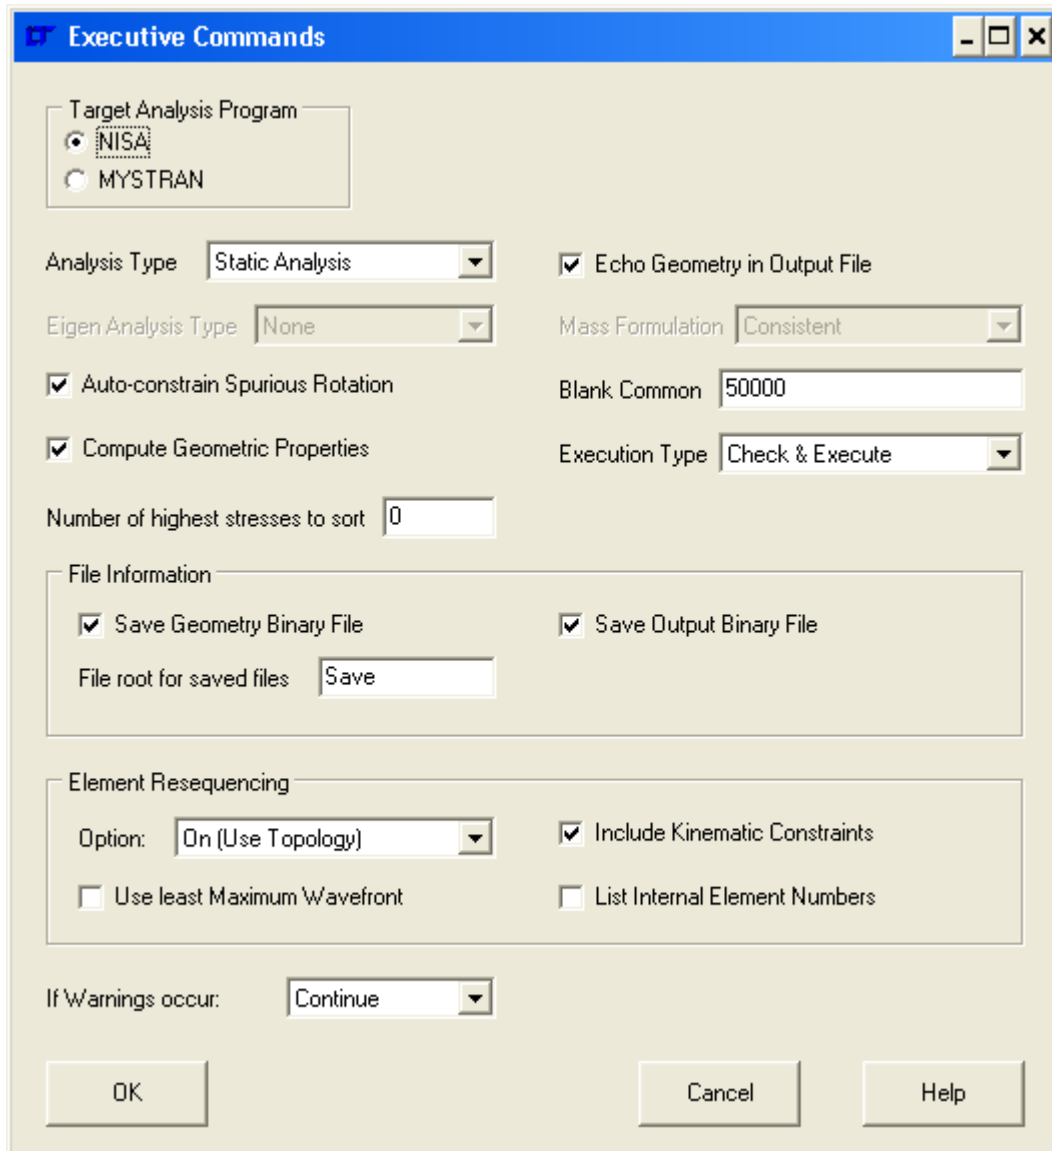 Executive Commands
Target Analysis Program
NISA
MYSTRAN
Analysis Type Static Analysis
Echo Geometry in Output File
Eigen Analysis Type None
Mass Formulation Consistent
Auto-constrain Spurious Rotation
Blank Common 50000
Compute Geometric Properties
Execution Type Check & Execute
Number of highest stresses to sort 0
File Information
Save Geometry Binary File
Save Output Binary File
File root for saved files Save
Element Resequencing
Option: On (Use Topology)
Include Kinematic Constraints
Use least Maximum Wavefront
List Internal Element Numbers
If Warnings occur: Continue
OK
Cancel
Help